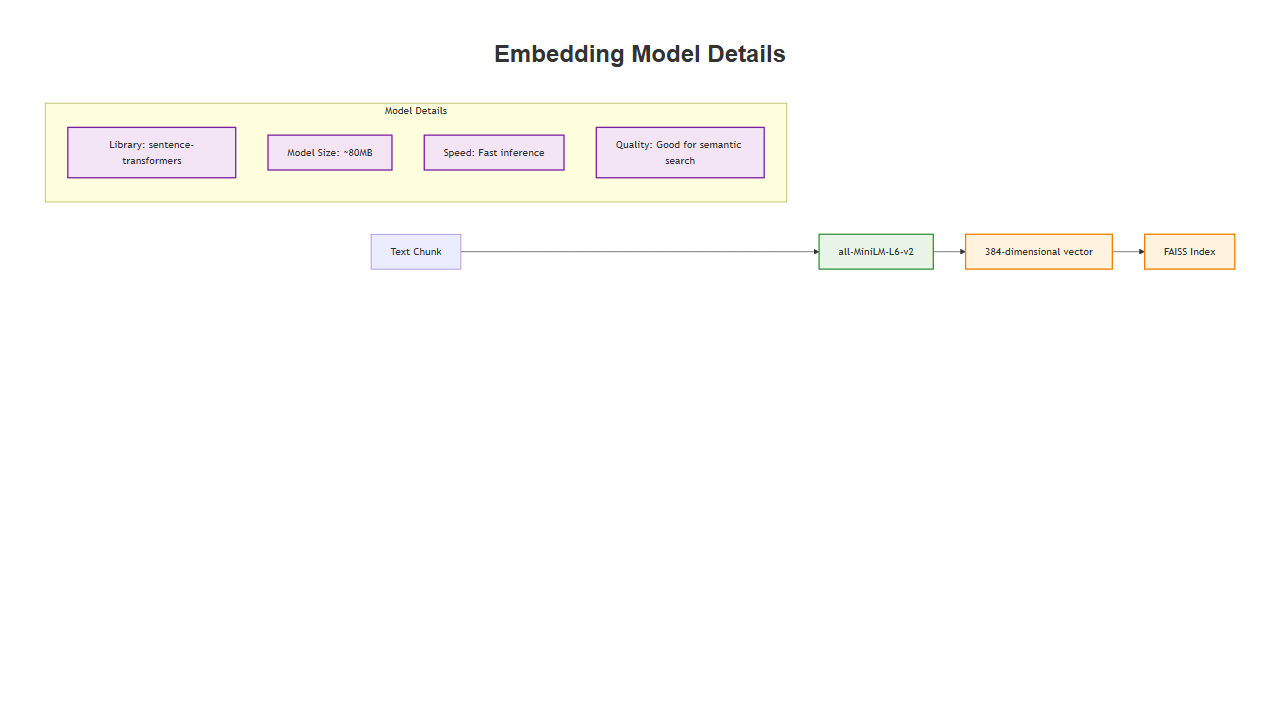 Embedding Model Details
Model Details
Library: sentence-
transformers
Model Size: ~80MB
Speed: Fast inference
Quality: Good for semantic
search
Text Chunk
all-MiniLM-L6-v2
384-dimensional vector
FAISS Index